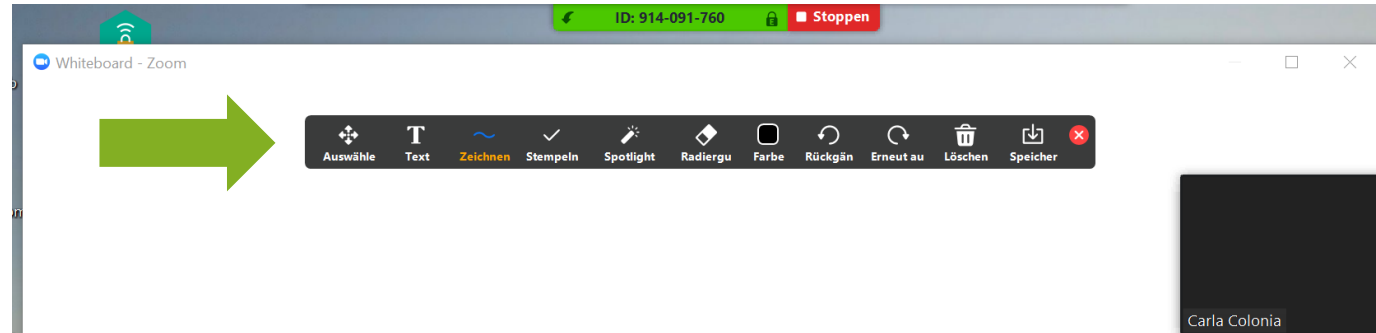 ID: 914-091-760 E Stoppen
Whiteboard - Zoom
Auswähle Text Zeichnen Stempeln Spotlight Radiergu Farbe Rückgän Erneut au Löschen Speicher
Carla Colonia